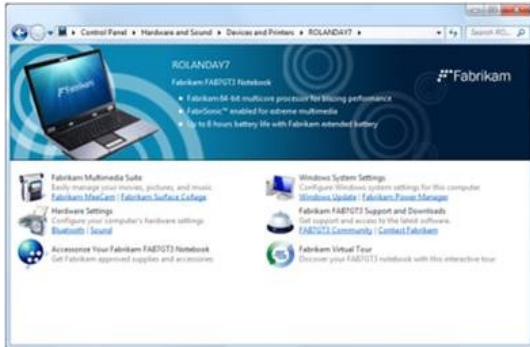 Control Panel ▸ Hardware and Sound ▸ Devices and Printers ▸ ROLANDAY7 ▸
Search RO...
ROLANDAY7
Fabrikam FAB7GT3 Notebook
Fabrikam 64-bit multicore processor for blazing performance
FabriSonic™ enabled for extreme multimedia
Up to 8 hours battery life with Fabrikam extended battery
Fabrikam
Fabrikam
Fabrikam Multimedia Suite
Easily manage your movies, pictures, and music
Fabrikam MeeCam | Fabrikam Surface Collage
Windows System Settings
Configure Windows system settings for this computer
Windows Update | Fabrikam Power Manager
Hardware Settings
Configure your computer's hardware settings
Bluetooth | Sound
Fabrikam FAB7GT3 Support and Downloads
Get support and access to the latest software.
FAB7GT3 Community | Contact Fabrikam
Accessorize Your Fabrikam FAB7GT3 Notebook
Get Fabrikam approved supplies and accessories
Fabrikam Virtual Tour
Discover your FAB7GT3 notebook with this interactive tour